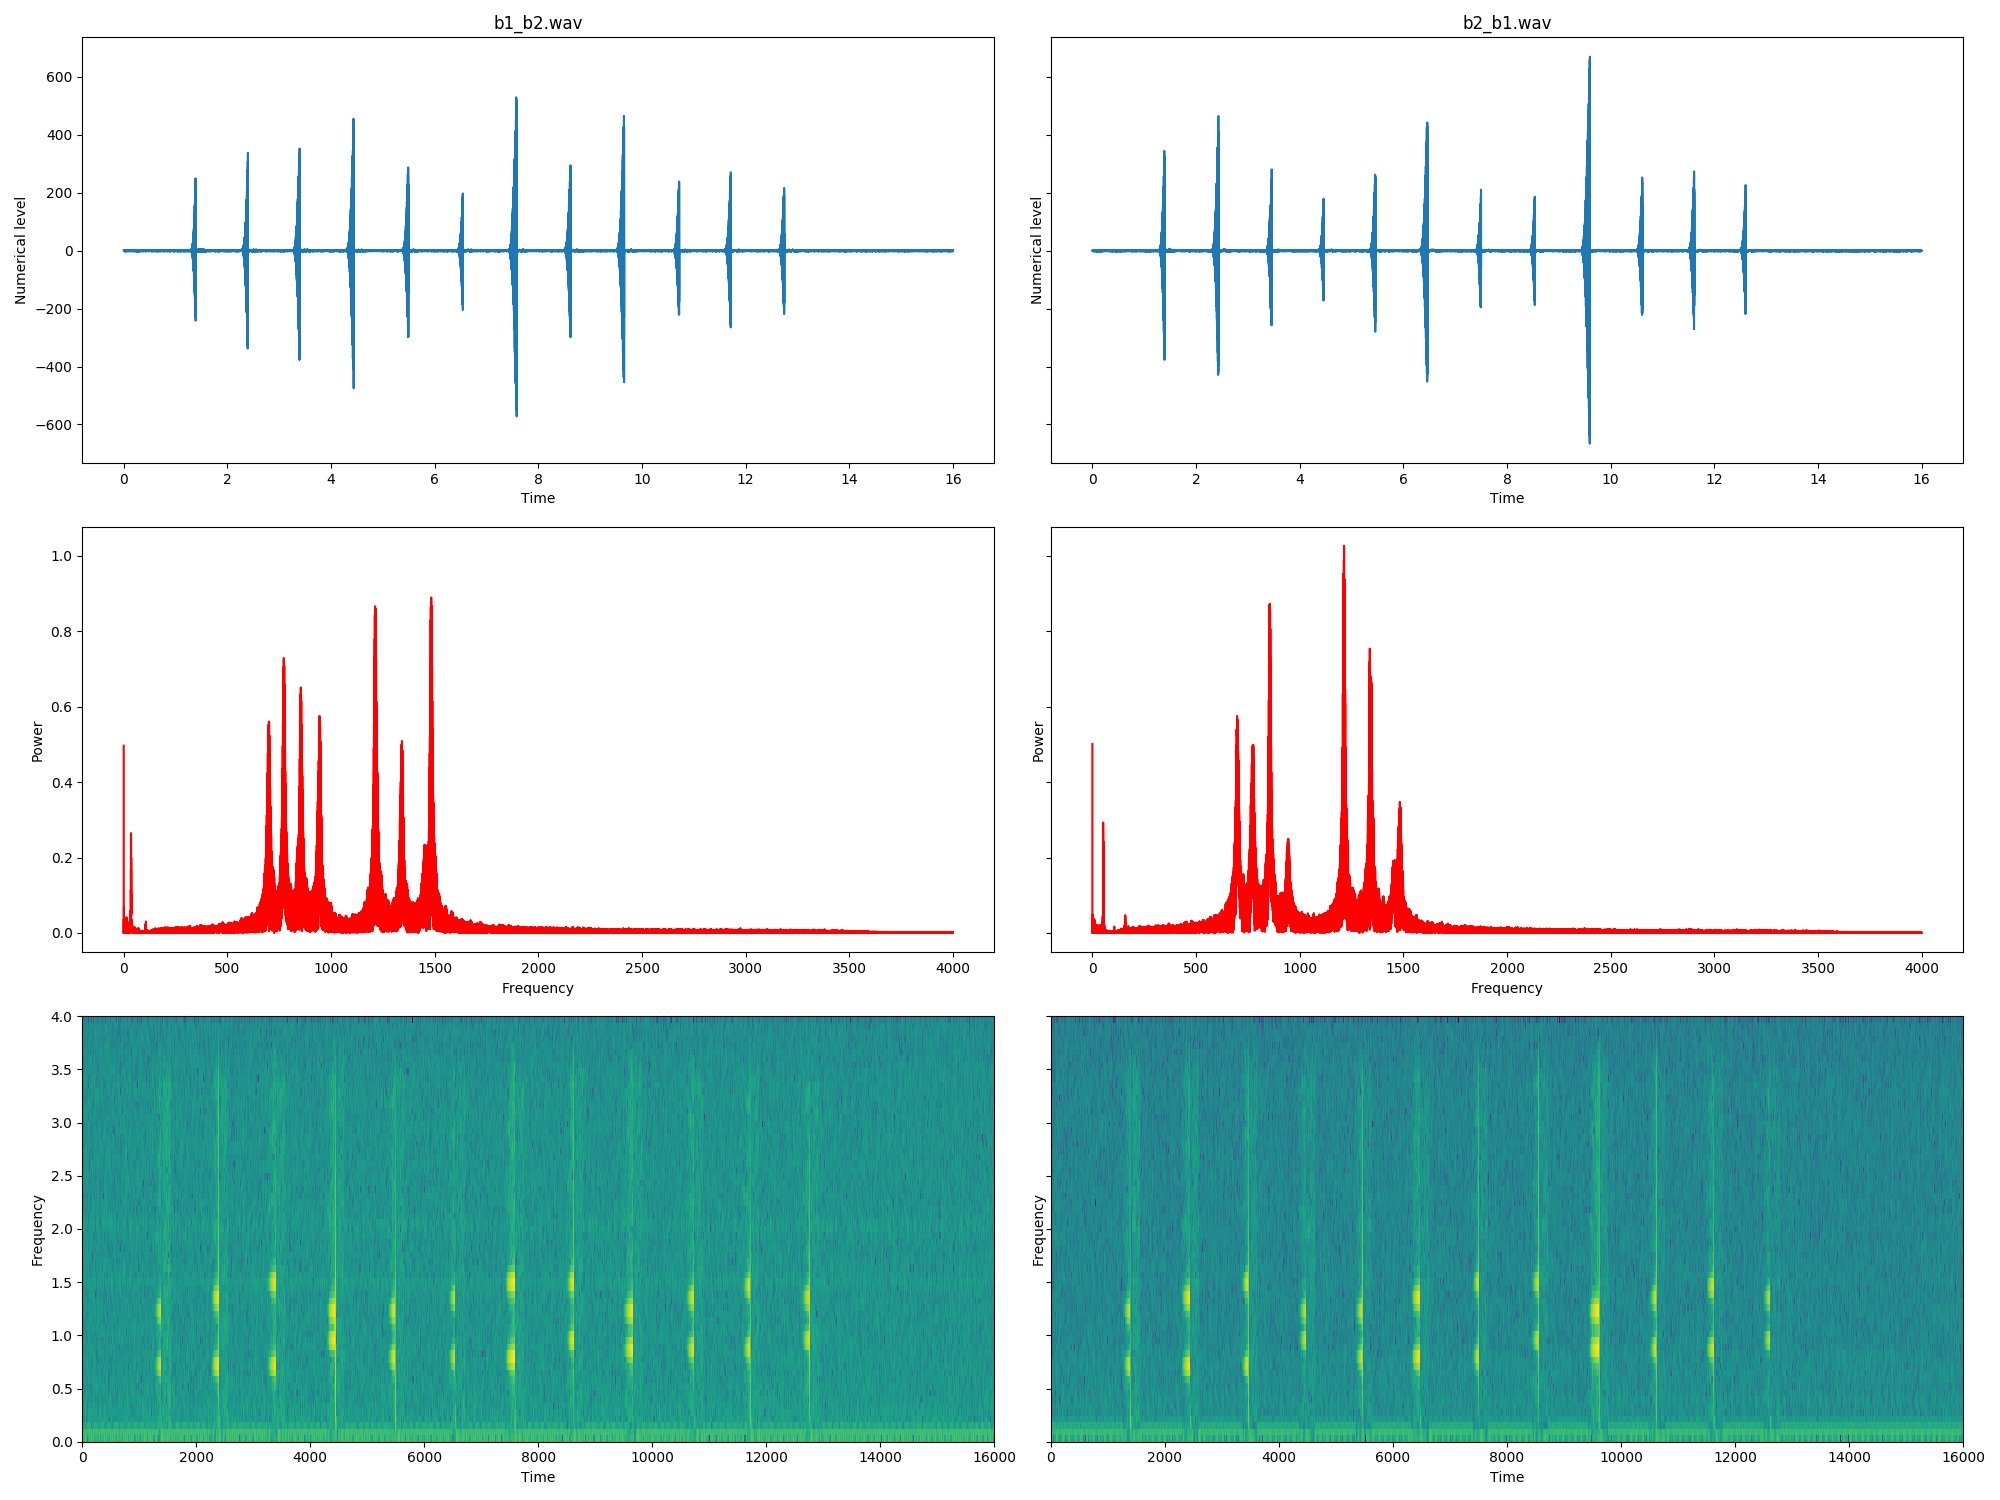 b1_b2.wav
b2_b1.wav
600
400
200
0
−200
−400
−600
Numerical level
Numerical level
0 2 4 6 8 10 12 14 16
0 2 4 6 8 10 12 14 16
Time
Time
1.0
0.8
0.6
0.4
0.2
0.0
Power
Power
0 500 1000 1500 2000 2500 3000 3500 4000
0 500 1000 1500 2000 2500 3000 3500 4000
Frequency
Frequency
4.0
3.5
3.0
2.5
2.0
1.5
1.0
0.5
0.0
Frequency
Frequency
0 2000 4000 6000 8000 10000 12000 14000 16000
0 2000 4000 6000 8000 10000 12000 14000 16000
Time
Time